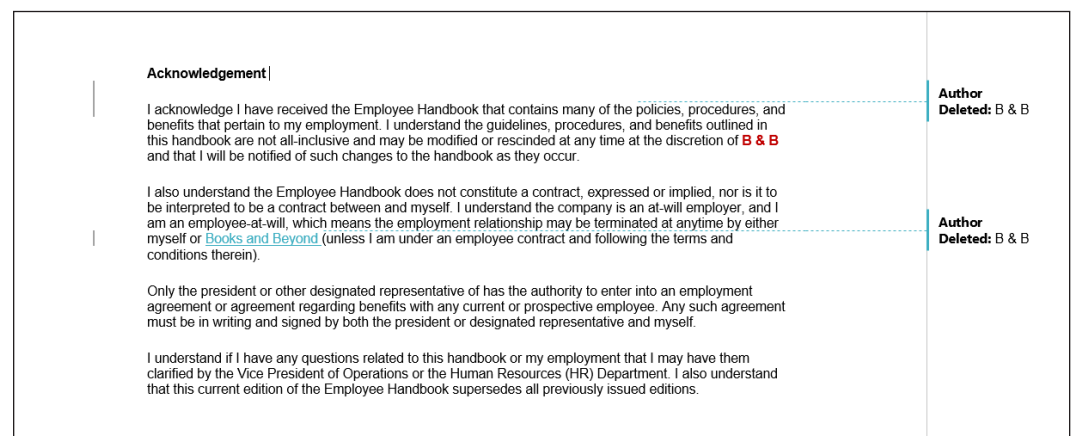 Acknowledgement
Author
Deleted: B & B
I acknowledge I have received the Employee Handbook that contains many of the policies, procedures, and
benefits that pertain to my employment. I understand the guidelines, procedures, and benefits outlined in
this handbook are not all-inclusive and may be modified or rescinded at any time at the discretion of B & B
and that I will be notified of such changes to the handbook as they occur.
I also understand the Employee Handbook does not constitute a contract, expressed or implied, nor is it to
be interpreted to be a contract between and myself. I understand the company is an at-will employer, and I
am an employee-at-will, which means the employment relationship may be terminated at anytime by either
myself or Books and Beyond (unless I am under an employee contract and following the terms and
conditions therein).
Author
Deleted: B & B
Only the president or other designated representative of has the authority to enter into an employment
agreement or agreement regarding benefits with any current or prospective employee. Any such agreement
must be in writing and signed by both the president or designated representative and myself.
I understand if I have any questions related to this handbook or my employment that I may have them
clarified by the Vice President of Operations or the Human Resources (HR) Department. I also understand
that this current edition of the Employee Handbook supersedes all previously issued editions.